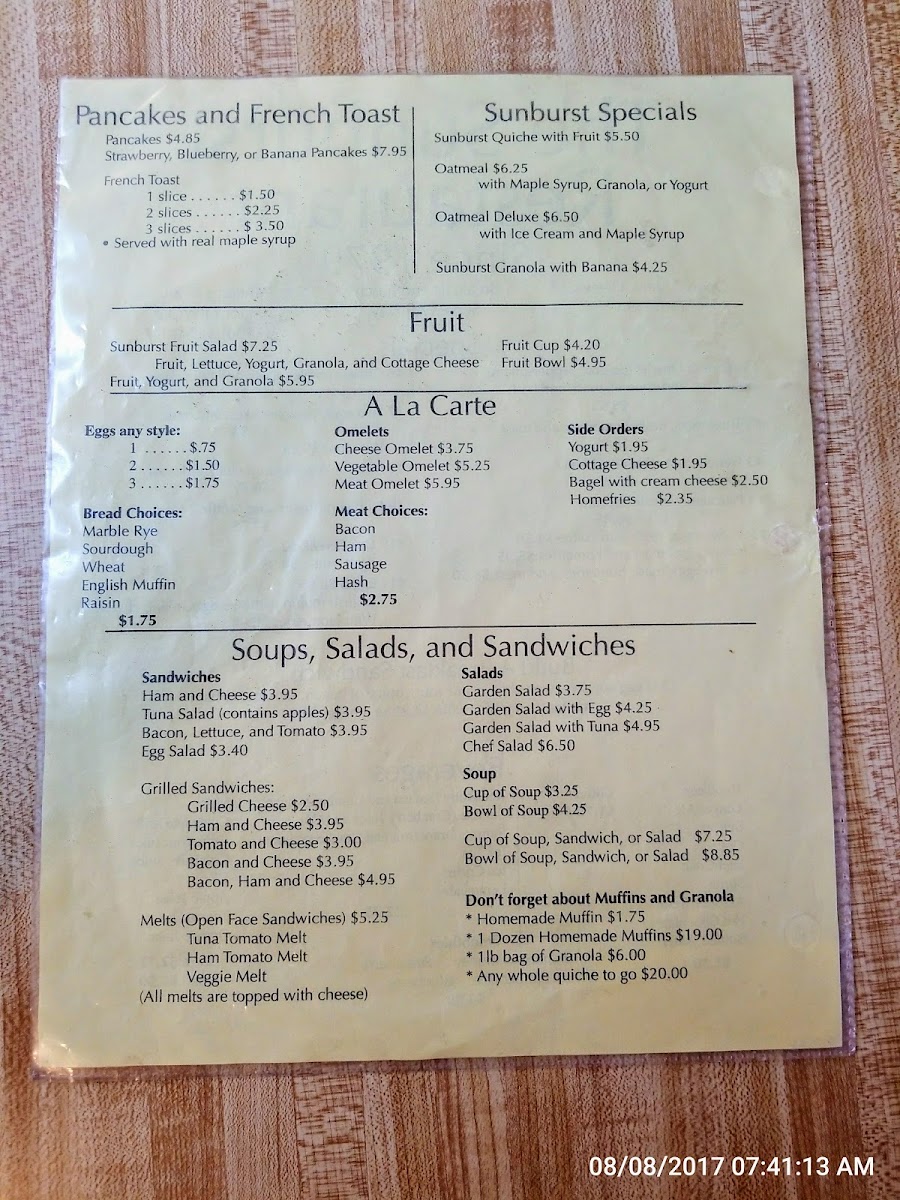 Pancakes and French Toast
Pancakes $4.85
Strawberry, Blueberry, or Banana Pancakes $7.95
French Toast
1 slice . . . . . . $1.50
2 slices . . . . . . $2.25
3 slices . . . . . . $ 3.50
• Served with real maple syrup
Sunburst Specials
Sunburst Quiche with Fruit $5.50
Oatmeal $6.25
with Maple Syrup, Granola, or Yogurt
Oatmeal Deluxe $6.50
with Ice Cream and Maple Syrup
Sunburst Granola with Banana $4.25
Fruit
Sunburst Fruit Salad $7.25
Fruit, Lettuce, Yogurt, Granola, and Cottage Cheese
Fruit, Yogurt, and Granola $5.95
Fruit Cup $4.20
Fruit Bowl $4.95
A La Carte
Eggs any style:
1 . . . . . . $.75
2 . . . . . . $1.50
3 . . . . . . $1.75
Bread Choices:
Marble Rye
Sourdough
Wheat
English Muffin
Raisin
$1.75
Omelets
Cheese Omelet $3.75
Vegetable Omelet $5.25
Meat Omelet $5.95
Meat Choices:
Bacon
Ham
Sausage
Hash
$2.75
Side Orders
Yogurt $1.95
Cottage Cheese $1.95
Bagel with cream cheese $2.50
Homefries $2.35
Soups, Salads, and Sandwiches
Sandwiches
Ham and Cheese $3.95
Tuna Salad (contains apples) $3.95
Bacon, Lettuce, and Tomato $3.95
Egg Salad $3.40
Grilled Sandwiches:
Grilled Cheese $2.50
Ham and Cheese $3.95
Tomato and Cheese $3.00
Bacon and Cheese $3.95
Bacon, Ham and Cheese $4.95
Melts (Open Face Sandwiches) $5.25
Tuna Tomato Melt
Ham Tomato Melt
Veggie Melt
(All melts are topped with cheese)
Salads
Garden Salad $3.75
Garden Salad with Egg $4.25
Garden Salad with Tuna $4.95
Chef Salad $6.50
Soup
Cup of Soup $3.25
Bowl of Soup $4.25
Cup of Soup, Sandwich, or Salad $7.25
Bowl of Soup, Sandwich, or Salad $8.85
Don't forget about Muffins and Granola
* Homemade Muffin $1.75
* 1 Dozen Homemade Muffins $19.00
* 1lb bag of Granola $6.00
* Any whole quiche to go $20.00
08/08/2017 07:41:13 AM